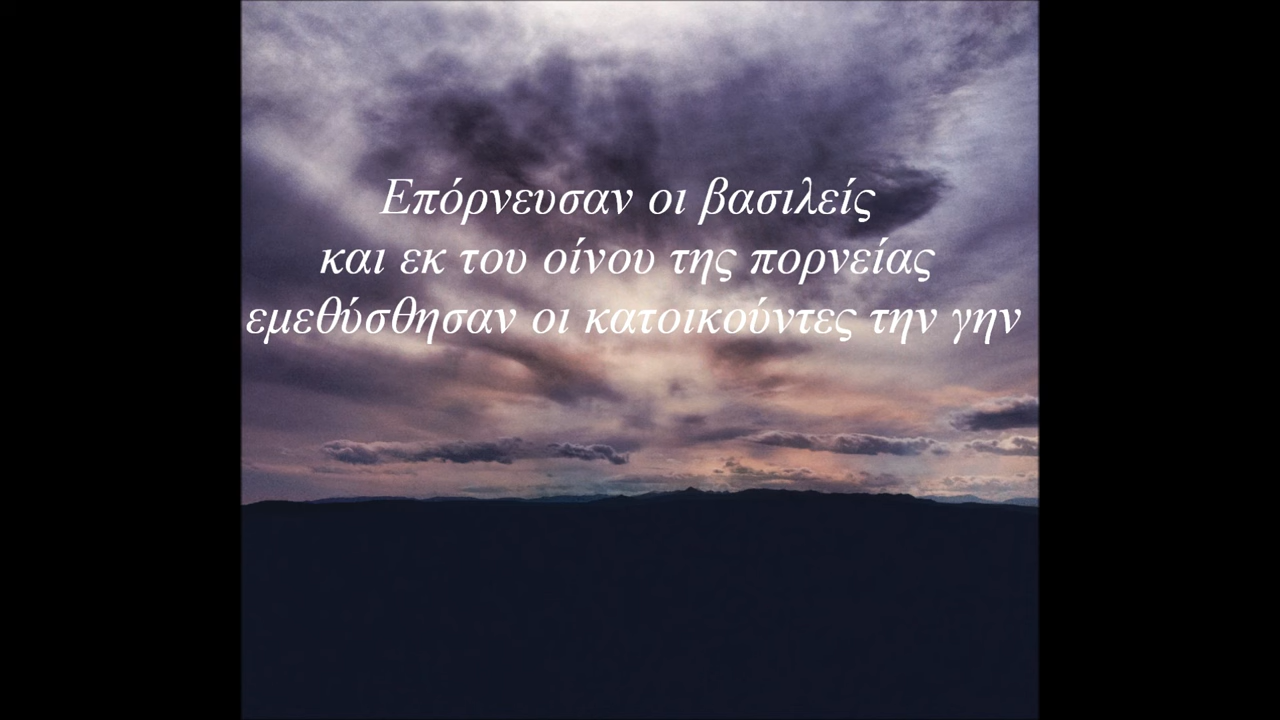 Επόρνευσαν οι βασιλείς
και εκ του οίνου της πορνείας
εμεθύσθησαν οι κατοικούντες την γην